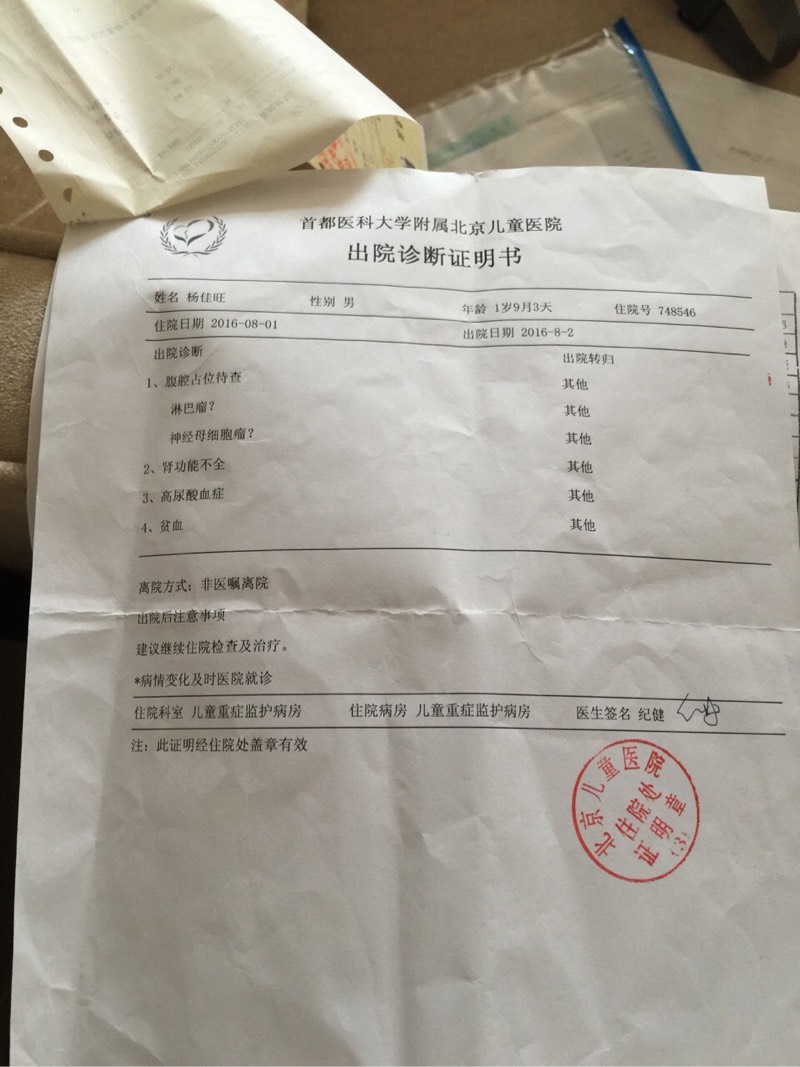 首都医科大学附属北京儿童医院
出院诊断证明书
姓名 杨佳旺 性别 男 年龄 1岁9月3天 住院号 748546
住院日期 2016-08-01 出院日期 2016-8-2
出院诊断 出院转归
1、腹腔占位待查 其他
淋巴瘤? 其他
神经母细胞瘤? 其他
2、肾功能不全 其他
3、高尿酸血症 其他
4、贫血 其他
离院方式：非医嘱离院
出院后注意事项
建议继续住院检查及治疗。
*病情变化及时医院就诊
住院科室 儿童重症监护病房 住院病房 儿童重症监护病房 医生签名 纪健
注：此证明经住院处盖章有效
北京儿童医院
住院处
证明章
(3)